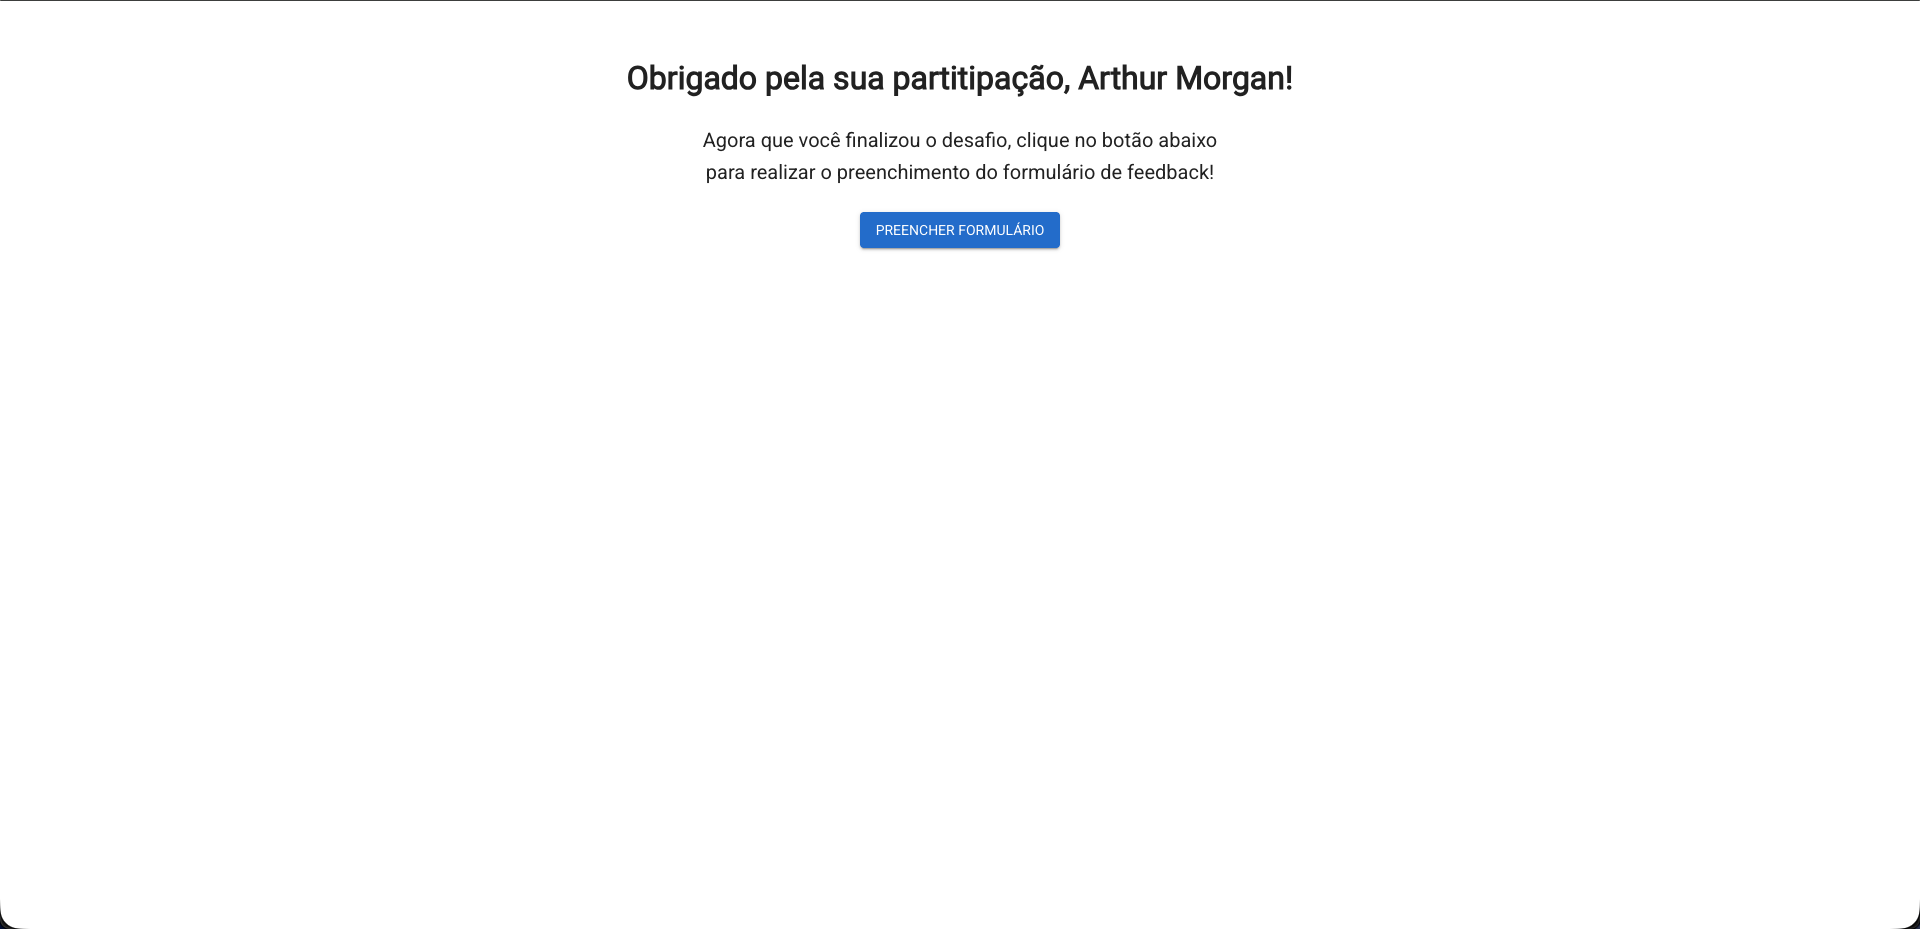 Obrigado pela sua partitipação, Arthur Morgan!
Agora que você finalizou o desafio, clique no botão abaixo
para realizar o preenchimento do formulário de feedback!
PREENCHER FORMULÁRIO